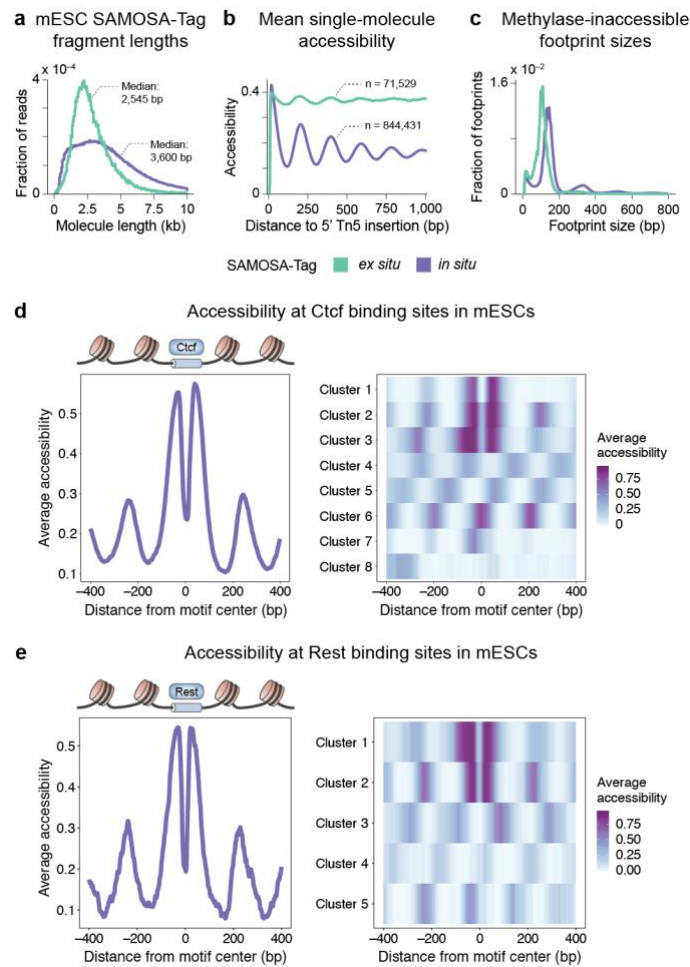 a mESC SAMOSA-Tag fragment lengths
4 ×10⁻⁴
Fraction of reads
Median: 2,545 bp
Median: 3,600 bp
0
0 2.5 5 7.5 10
Molecule length (kb)
b Mean single-molecule accessibility
0.4
Accessibility
n = 71,529
n = 844,431
0
0 250 500 750 1,000
Distance to 5' Tn5 insertion (bp)
c Methylase-inaccessible footprint sizes
1.6 ×10⁻²
Fraction of footprints
0
0 200 400 600 800
Footprint size (bp)
SAMOSA-Tag ex situ in situ
d Accessibility at Ctcf binding sites in mESCs
Ctcf
Average accessibility
0.5
0.4
0.3
0.2
0.1
−400 −200 0 200 400
Distance from motif center (bp)
Cluster 1
Cluster 2
Cluster 3
Cluster 4
Cluster 5
Cluster 6
Cluster 7
Cluster 8
−400 −200 0 200 400
Distance from motif center (bp)
Average accessibility
0.75
0.50
0.25
0
e Accessibility at Rest binding sites in mESCs
Rest
Average accessibility
0.5
0.4
0.3
0.2
0.1
-400 -200 0 200 400
Distance from motif center (bp)
Cluster 1
Cluster 2
Cluster 3
Cluster 4
Cluster 5
-400 -200 0 200 400
Distance from motif center (bp)
Average accessibility
0.75
0.50
0.25
0.00